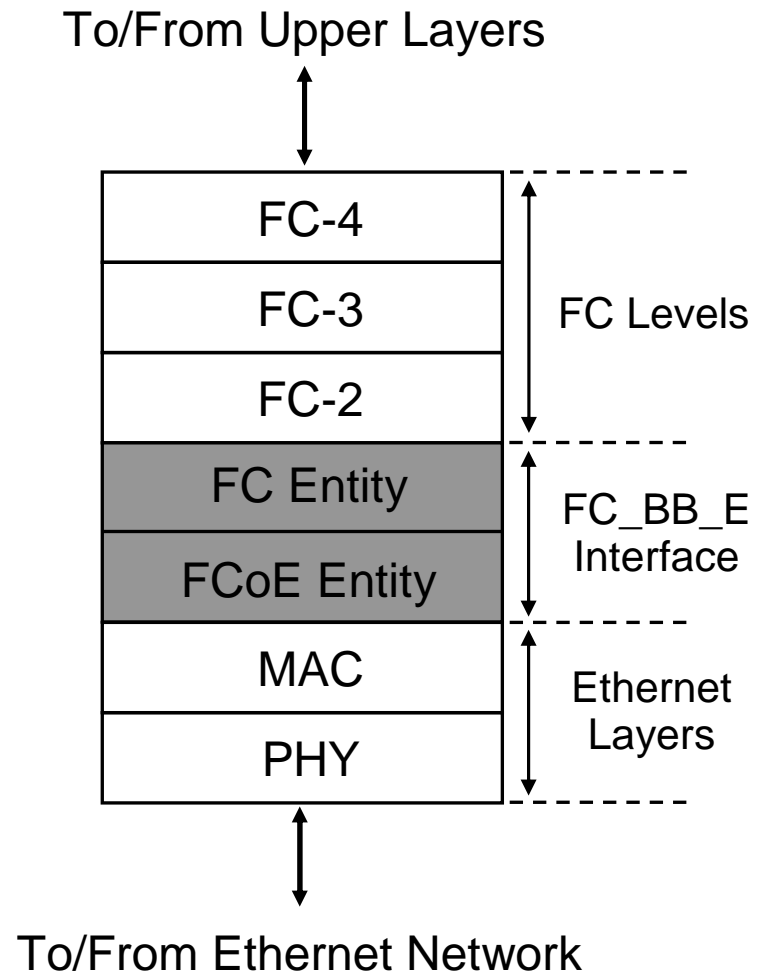 To/From Upper Layers
FC-4
FC-3
FC-2
FC Levels
FC Entity
FCoE Entity
FC_BB_E
Interface
MAC
PHY
Ethernet
Layers
To/From Ethernet Network